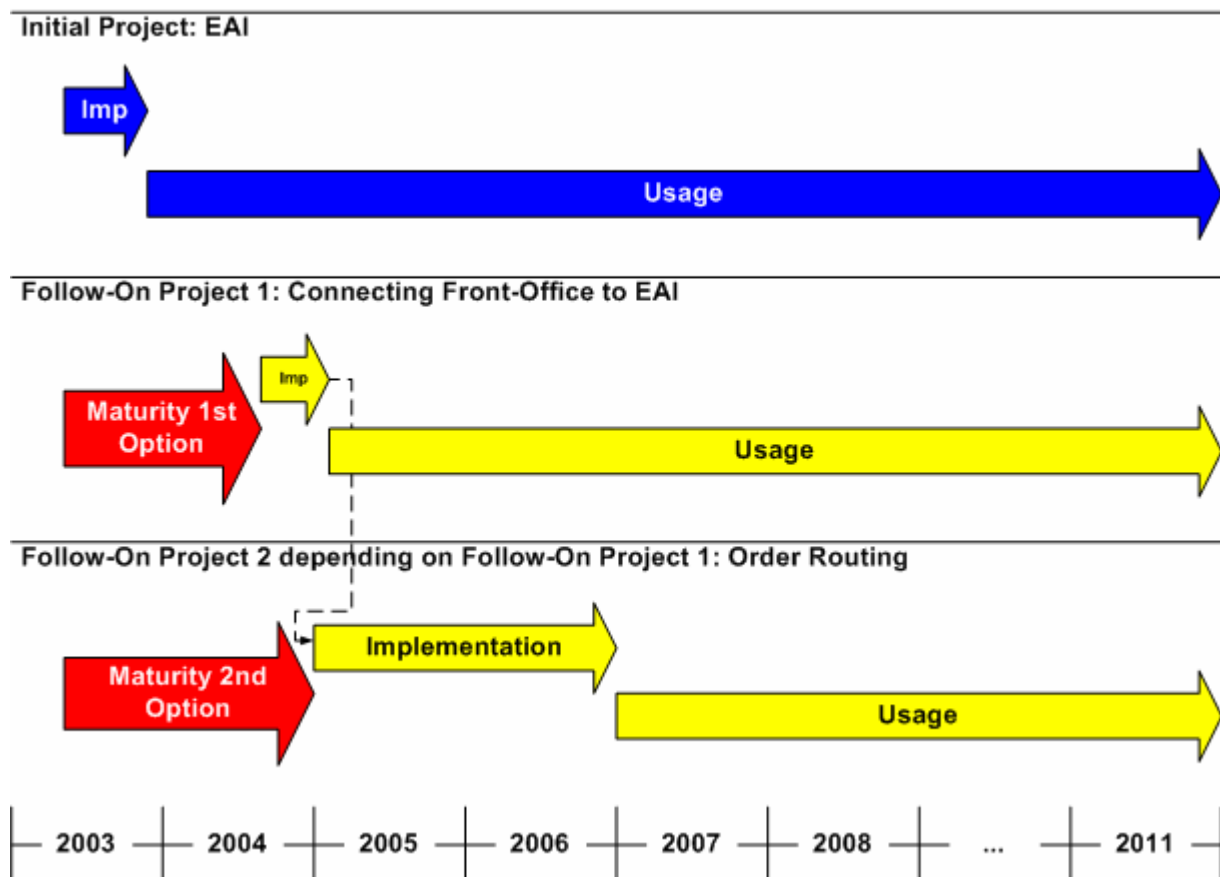 Initial Project: EAI
Imp
Usage
Follow-On Project 1: Connecting Front-Office to EAI
Imp
Maturity 1st
Option
Usage
Follow-On Project 2 depending on Follow-On Project 1: Order Routing
Implementation
Maturity 2nd
Option
Usage
2003 2004 2005 2006 2007 2008 ... 2011